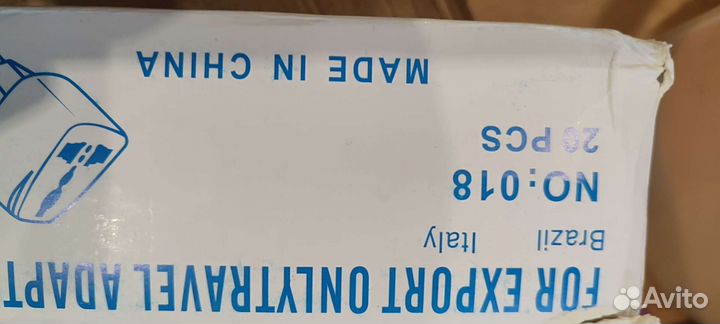 FOR EXPORT ONLYTRAVEL ADAPT
Brazil Italy
NO:018
20 PCS
MADE IN CHINA
Avito